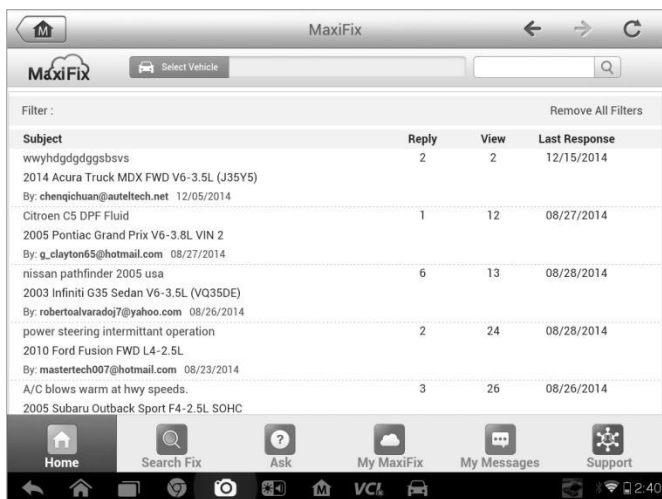 M
MaxiFix
MaxiFix
Select Vehicle
Filter :
Remove All Filters
Subject Reply View Last Response
wwyhdgdgdggsbsvs 2 2 12/15/2014
2014 Acura Truck MDX FWD V6-3.5L (J35Y5)
By: chenqichuan@auteltech.net 12/05/2014
Citroen C5 DPF Fluid 1 12 08/27/2014
2005 Pontiac Grand Prix V6-3.8L VIN 2
By: g_clayton65@hotmail.com 08/27/2014
nissan pathfinder 2005 usa 6 13 08/28/2014
2003 Infiniti G35 Sedan V6-3.5L (VQ35DE)
By: robertoalvaradoj7@yahoo.com 08/26/2014
power steering intermittant operation 2 24 08/28/2014
2010 Ford Fusion FWD L4-2.5L
By: mastertech007@hotmail.com 08/23/2014
A/C blows warm at hwy speeds. 3 26 08/26/2014
2005 Subaru Outback Sport F4-2.5L SOHC
Home Search Fix Ask My MaxiFix My Messages Support
M VCI 2:40